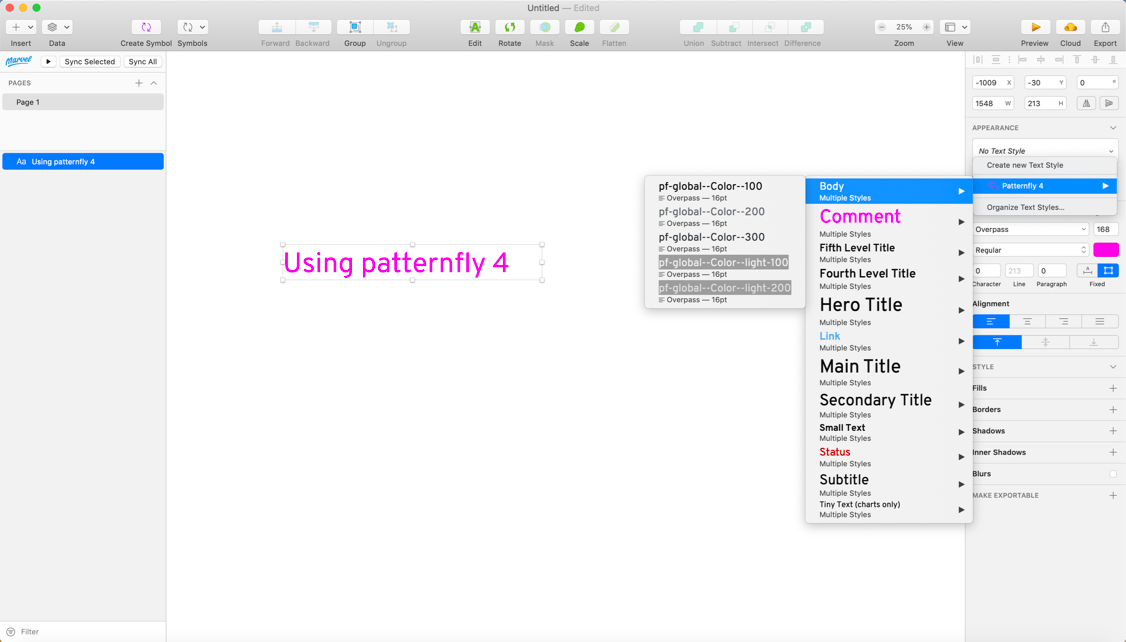 Untitled — Edited
Insert
Data
Create Symbol
Symbols
Forward
Backward
Group
Ungroup
Edit
Rotate
Mask
Scale
Flatten
Union
Subtract
Intersect
Difference
25%
Zoom
View
Preview
Cloud
Export
Marvel
Sync Selected
Sync All
PAGES
Page 1
Aa Using patternfly 4
Filter
Using patternfly 4
pf-global--Color--100
Overpass — 16pt
pf-global--Color--200
Overpass — 16pt
pf-global--Color--300
Overpass — 16pt
pf-global--Color--light-100
Overpass — 16pt
pf-global--Color--light-200
Overpass — 16pt
Body
Multiple Styles
Comment
Multiple Styles
Fifth Level Title
Multiple Styles
Fourth Level Title
Multiple Styles
Hero Title
Multiple Styles
Link
Multiple Styles
Main Title
Multiple Styles
Secondary Title
Multiple Styles
Small Text
Multiple Styles
Status
Multiple Styles
Subtitle
Multiple Styles
Tiny Text (charts only)
Multiple Styles
-1009 X
-30 Y
0 °
1548 W
213 H
APPEARANCE
No Text Style
Create new Text Style
Patternfly 4
Organize Text Styles...
Overpass
168
Regular
0
213
0
Character
Line
Paragraph
Fixed
Alignment
STYLE
Fills
Borders
Shadows
Inner Shadows
Blurs
MAKE EXPORTABLE